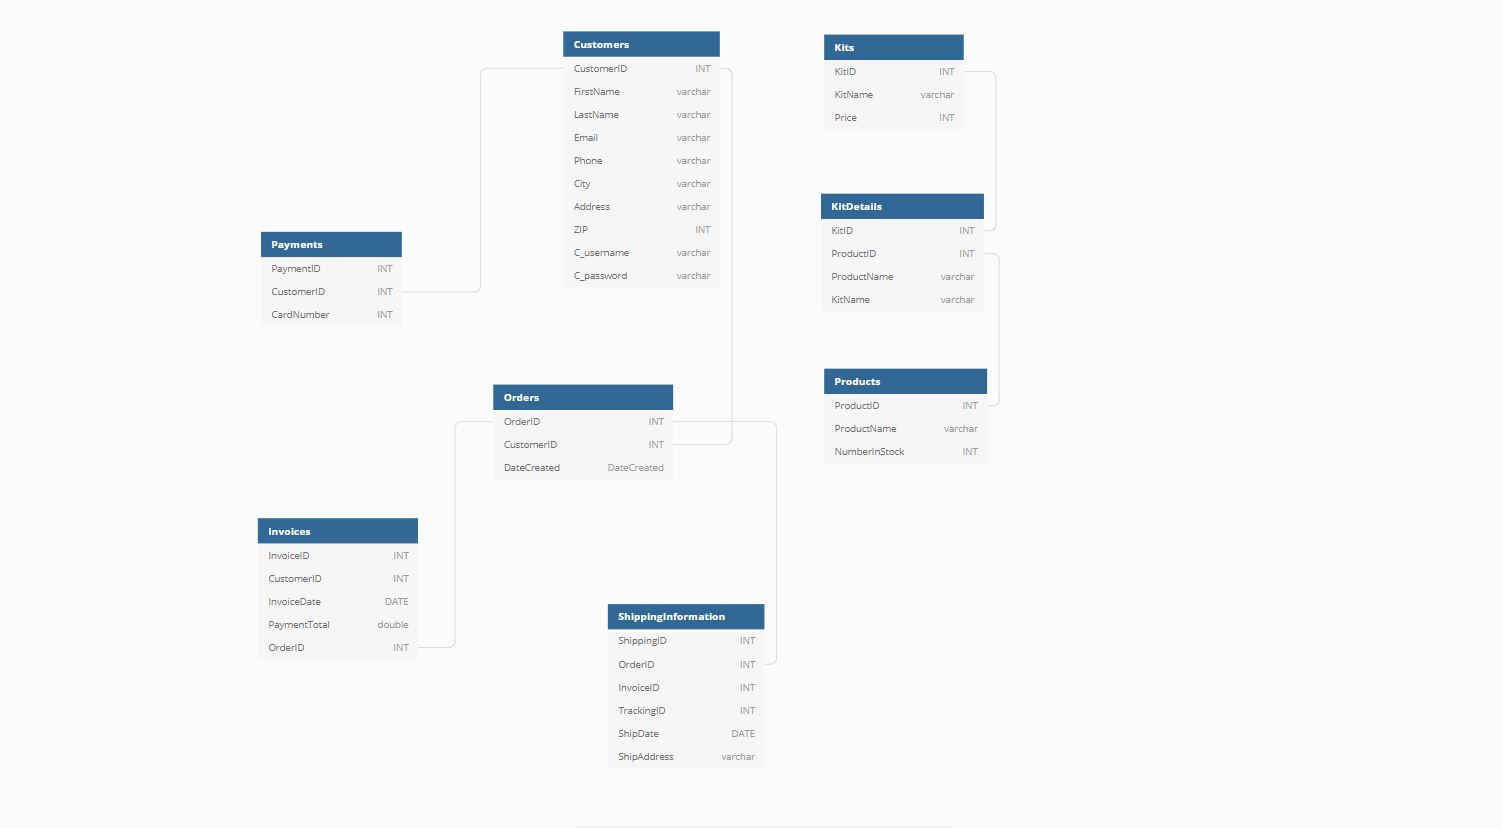 Customers
CustomerID INT
FirstName varchar
LastName varchar
Email varchar
Phone varchar
City varchar
Address varchar
ZIP INT
C_username varchar
C_password varchar
Kits
KitID INT
KitName varchar
Price INT
KitDetails
KitID INT
ProductID INT
ProductName varchar
KitName varchar
Payments
PaymentID INT
CustomerID INT
CardNumber INT
Products
ProductID INT
ProductName varchar
NumberInStock INT
Orders
OrderID INT
CustomerID INT
DateCreated DateCreated
Invoices
InvoiceID INT
CustomerID INT
InvoiceDate DATE
PaymentTotal double
OrderID INT
ShippingInformation
ShippingID INT
OrderID INT
InvoiceID INT
TrackingID INT
ShipDate DATE
ShipAddress varchar